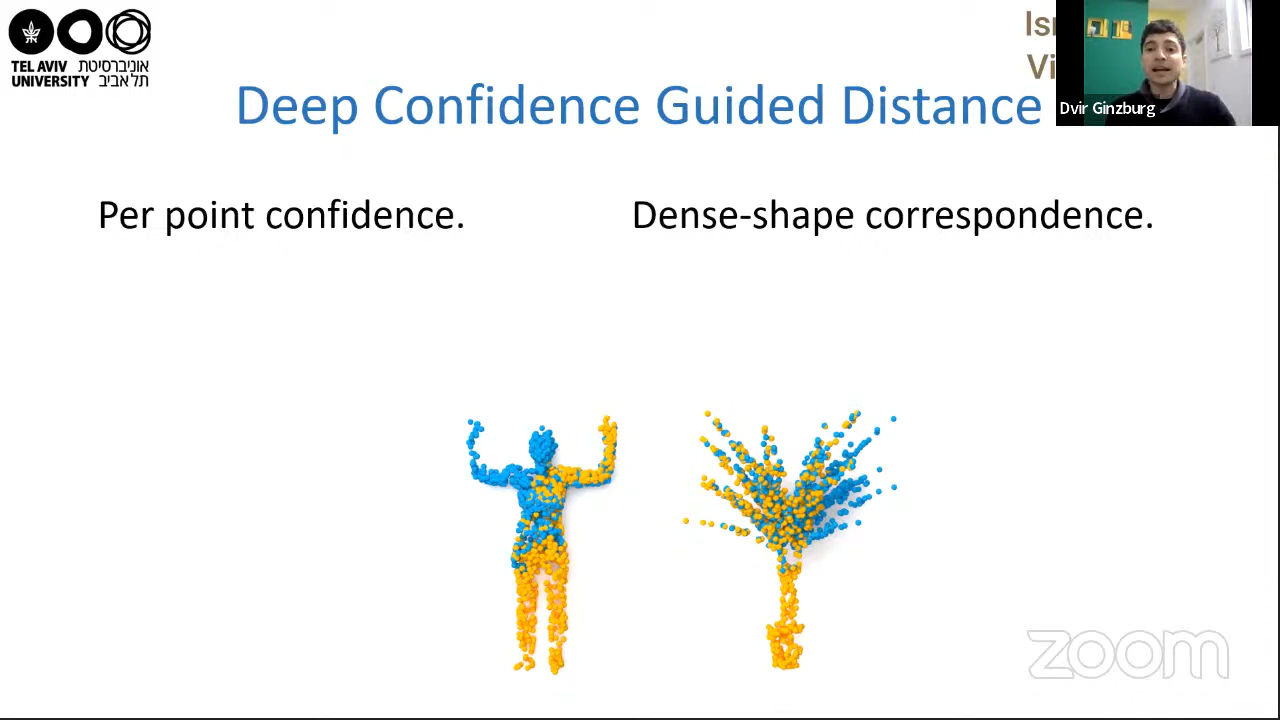 TEL AVIV אוניברסיטת
UNIVERSITY תל אביב
Deep Confidence Guided Distance
Dvir Ginzburg
Per point confidence.
Dense-shape correspondence.
zoom